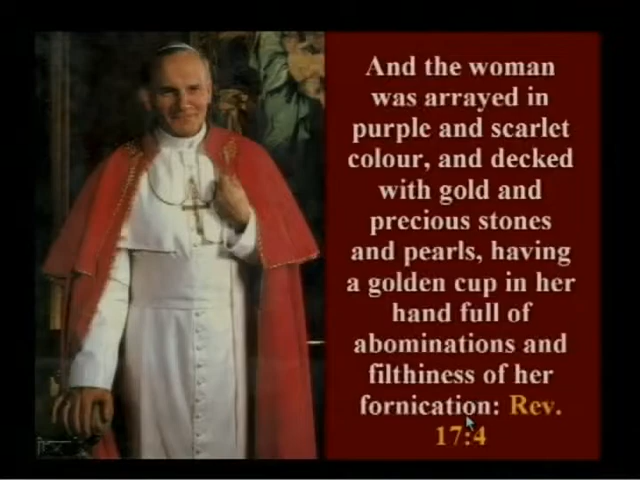 And the woman
was arrayed in
purple and scarlet
colour, and decked
with gold and
precious stones
and pearls, having
a golden cup in her
hand full of
abominations and
filthiness of her
fornication: Rev.
17:4